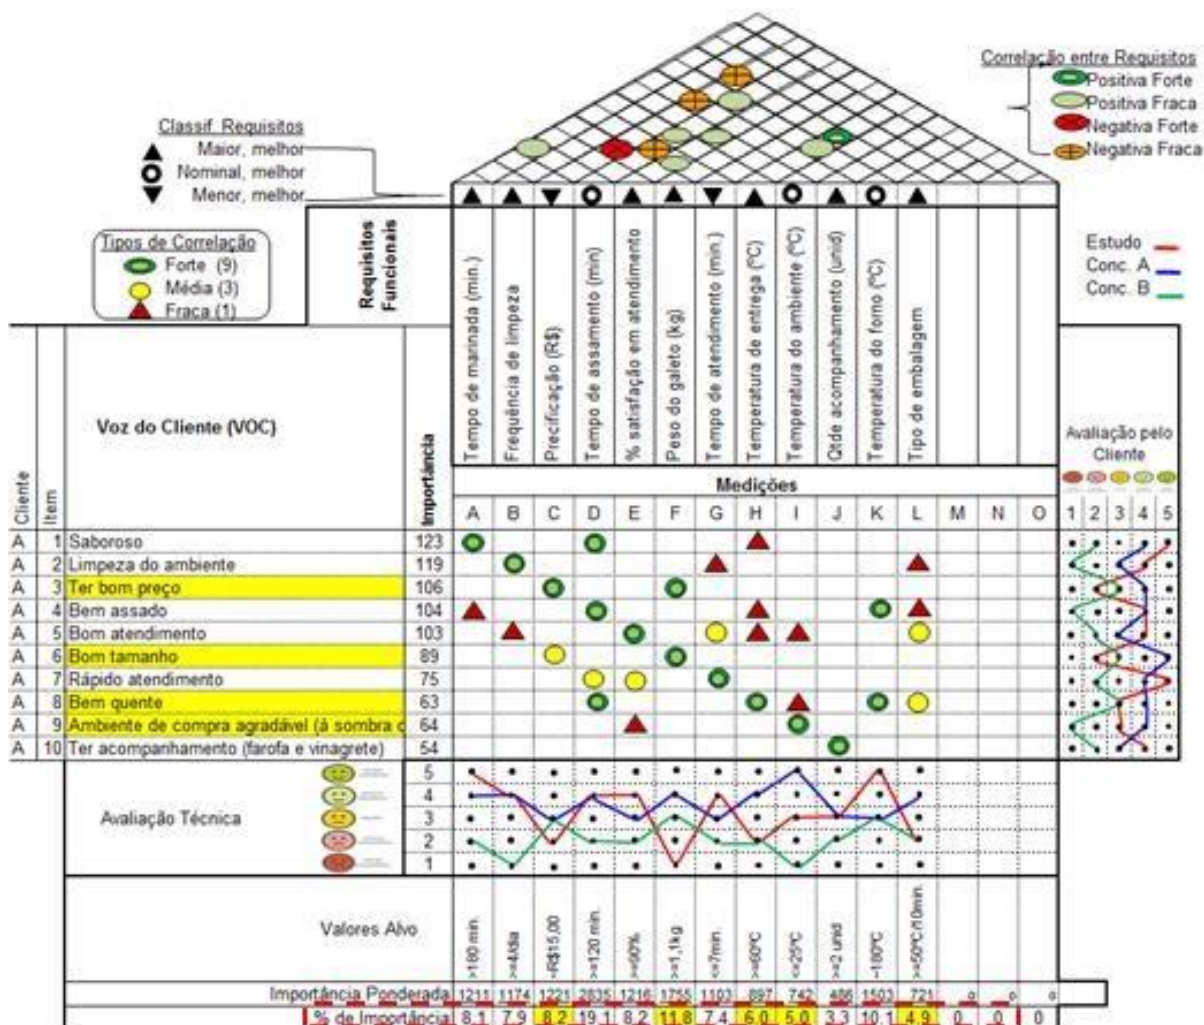 Correlação entre Requisitos
Positiva Forte
Positiva Fraca
Negativa Forte
Negativa Fraca
Classif. Requisitos
Maior, melhor
Nominal, melhor
Menor, melhor
Tipos de Correlação
Forte (9)
Média (3)
Fraca (1)
Requisitos Funcionais
Tempo de marinada (min.)
Frequência de limpeza
Precificação (R$)
Tempo de assamento (min)
% satisfação em atendimento
Peso do galeto (kg)
Tempo de atendimento (min.)
Temperatura de entrega (ºC)
Temperatura do ambiente (ºC)
Qtde acompanhamento (unid)
Temperatura do forno (ºC)
Tipo de embalagem
Estudo
Conc. A
Conc. B
Cliente
Item
Voz do Cliente (VOC)
Importância
Avaliação pelo
Cliente
Medições
A B C D E F G H I J K L M N O
1 2 3 4 5
A 1 Saboroso 123
A 2 Limpeza do ambiente 119
A 3 Ter bom preço 106
A 4 Bem assado 104
A 5 Bom atendimento 103
A 6 Bom tamanho 89
A 7 Rápido atendimento 75
A 8 Bem quente 63
A 9 Ambiente de compra agradável (à sombra c 64
A 10 Ter acompanhamento (farofa e vinagrete) 54
Avaliação Técnica
5
4
3
2
1
Valores Alvo
>180 min.
>=4/dia
~R$15,00
>=120 min.
>=90%
>=1,1kg
<=7min.
>=60ºC
<=25ºC
>=2 unid
~180ºC
>=50ºC/10min.
Importância Ponderada 1211 1174 1221 2835 1216 1755 1103 897 742 486 1503 721 0 0 0
% de Importância 8.1 7.9 8.2 19.1 8.2 11.8 7.4 6.0 5.0 3.3 10.1 4.9 0 0 0